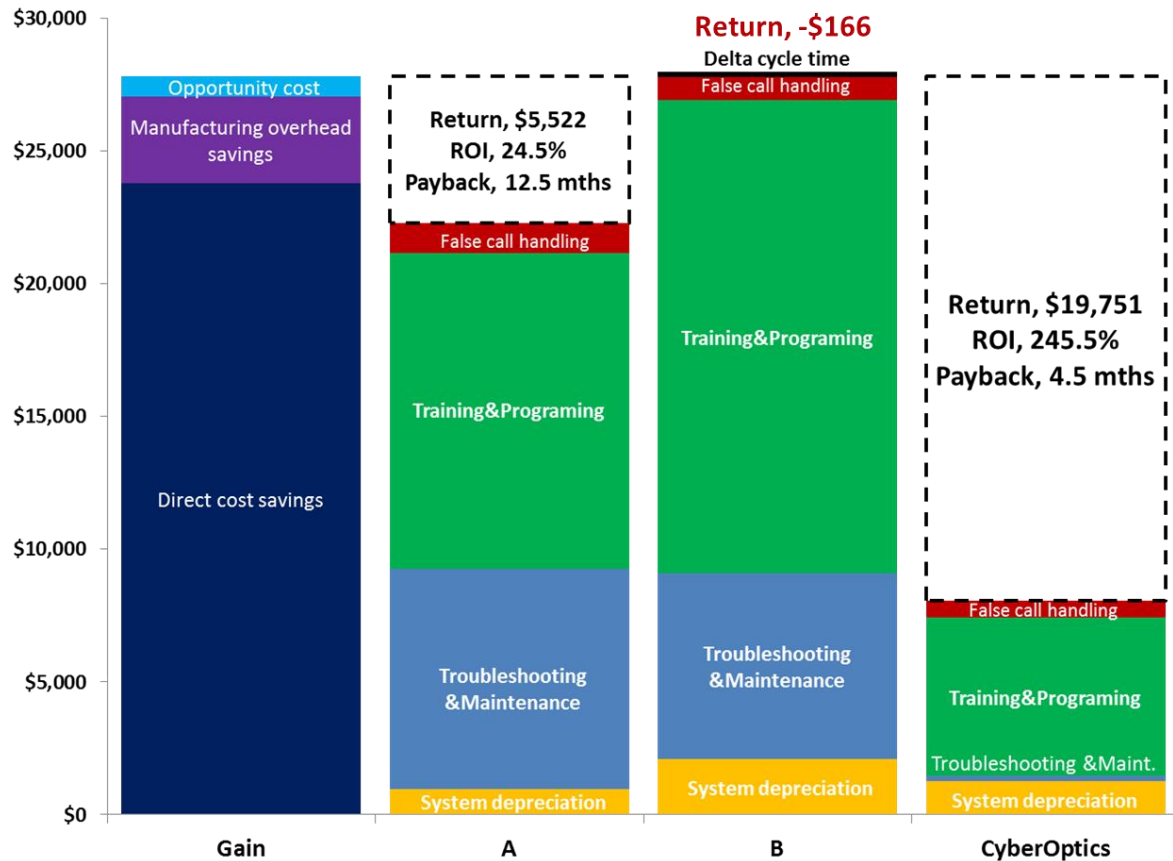 $30,000
$25,000
$20,000
$15,000
$10,000
$5,000
$0
Opportunity cost
Manufacturing overhead
savings
Direct cost savings
Gain
Return, $5,522
ROI, 24.5%
Payback, 12.5 mths
False call handling
Training&Programing
Troubleshooting
&Maintenance
System depreciation
A
Return, -$166
Delta cycle time
False call handling
Training&Programing
Troubleshooting
&Maintenance
System depreciation
B
Return, $19,751
ROI, 245.5%
Payback, 4.5 mths
False call handling
Training&Programing
Troubleshooting &Maint.
System depreciation
CyberOptics